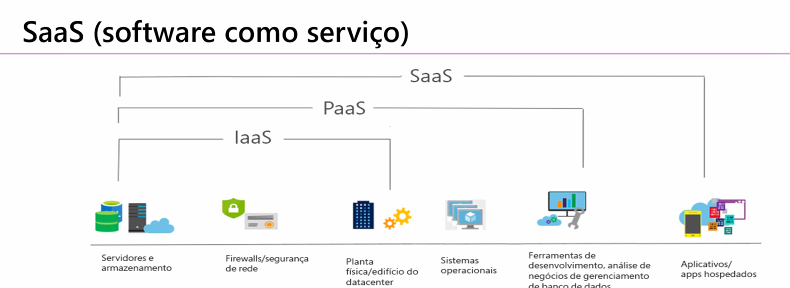 SaaS (software como serviço)
SaaS
PaaS
IaaS
Servidores e
armazenamento
Firewalls/segurança
de rede
Planta
física/edifício do
datacenter
Sistemas
operacionais
Ferramentas de
desenvolvimento, análise de
negócios de gerenciamento
de banco de dados
Aplicativos/
apps hospedados